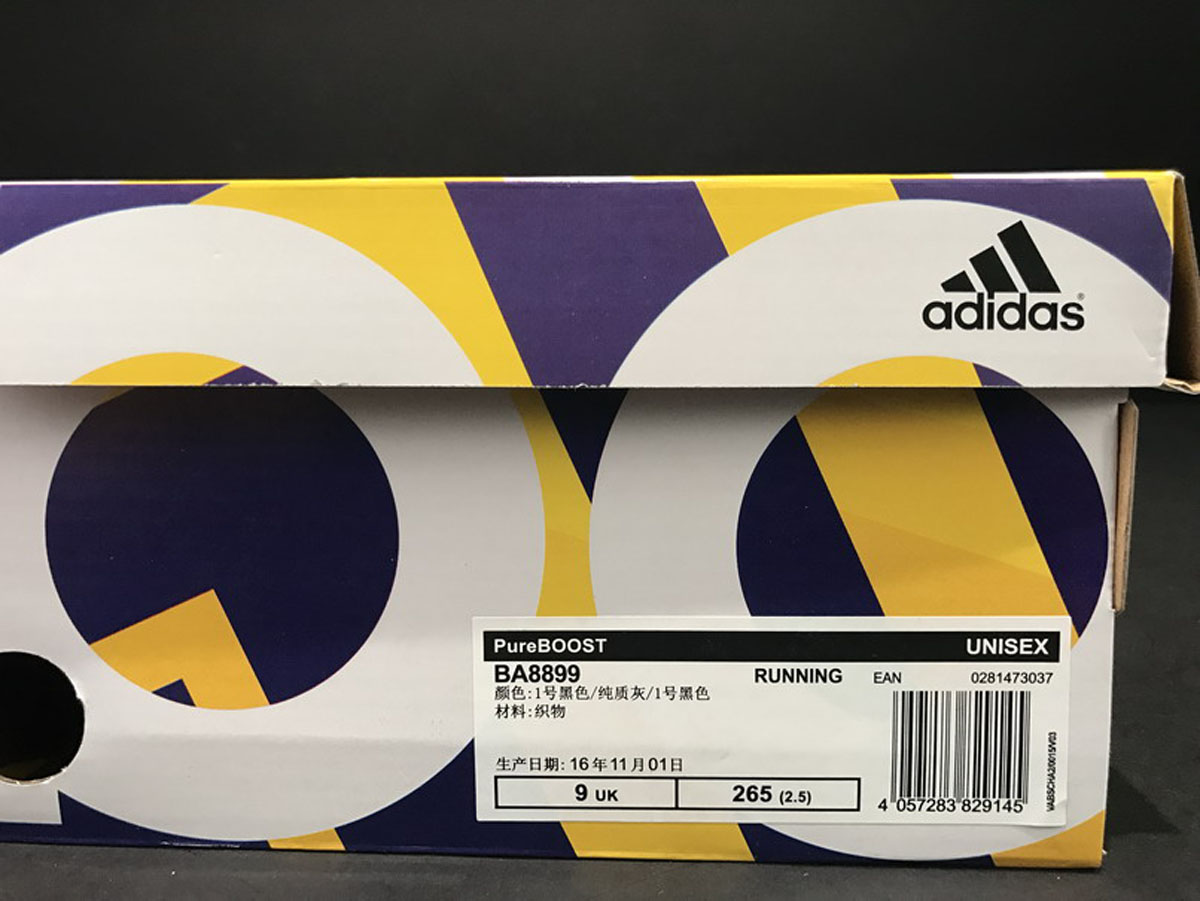 adidas®
PureBOOST UNISEX
BA8899 RUNNING EAN 0281473037
颜色:1号黑色/纯质灰/1号黑色
材料:织物
生产日期: 16年11月01日
9 UK 265 (2.5)
4 057283 829145